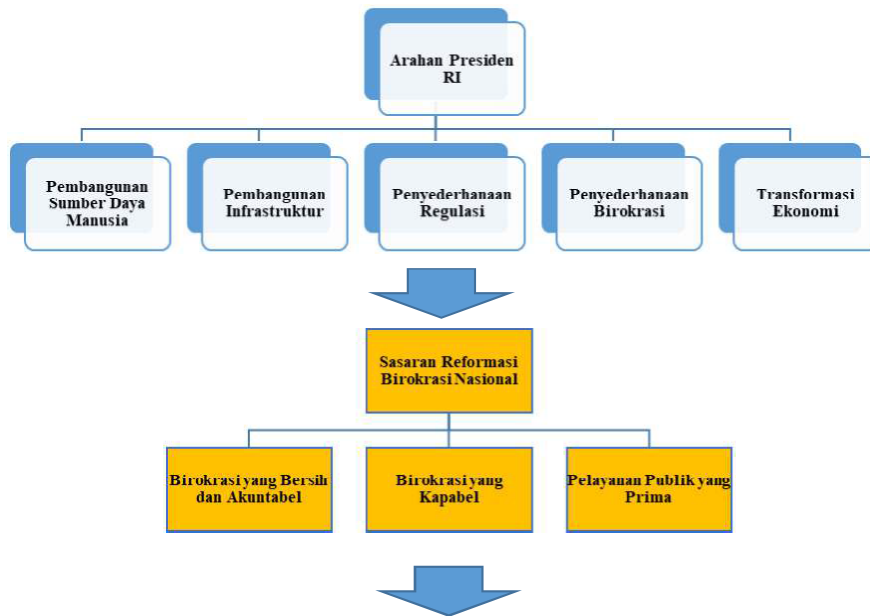 Arahan Presiden
RI
Pembangunan
Sumber Daya
Manusia
Pembangunan
Infrastruktur
Penyederhanaan
Regulasi
Penyederhanaan
Birokrasi
Transformasi
Ekonomi
Sasaran Reformasi
Birokrasi Nasional
Birokrasi yang Bersih
dan Akuntabel
Birokrasi yang
Kapabel
Pelayanan Publik yang
Prima